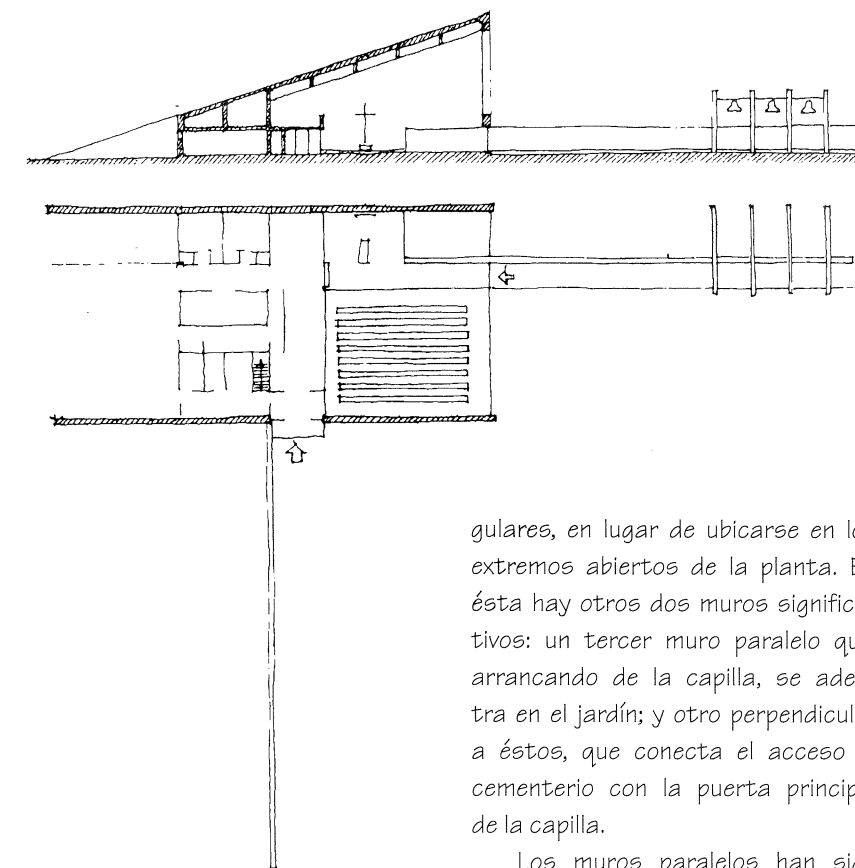 gulares, en lugar de ubicarse en lo
extremos abiertos de la planta. E
ésta hay otros dos muros signific
tivos: un tercer muro paralelo qu
arrancando de la capilla, se ade
tra en el jardín; y otro perpendicul
a éstos, que conecta el acceso
cementerio con la puerta princip
de la capilla.
Los muros paralelos han si